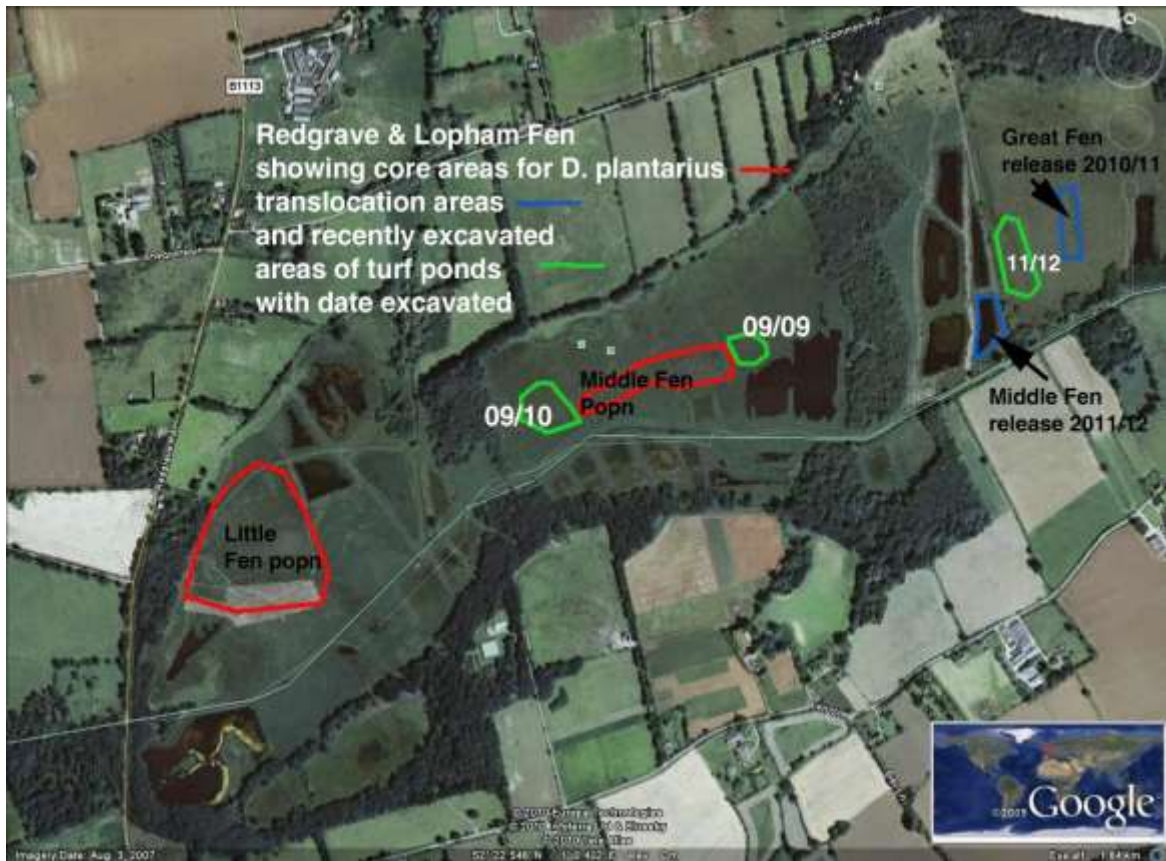 B1113
Redgrave & Lopham Fen
showing core areas for D. plantarius
translocation areas
and recently excavated
areas of turf ponds
with date excavated
Great Fen
release 2010/11
11/12
09/09
Middle Fen
Popn
09/10
Middle Fen
release 2011/12
Little
Fen popn
©2009 Google
Imagery Date: Aug. 3, 2007